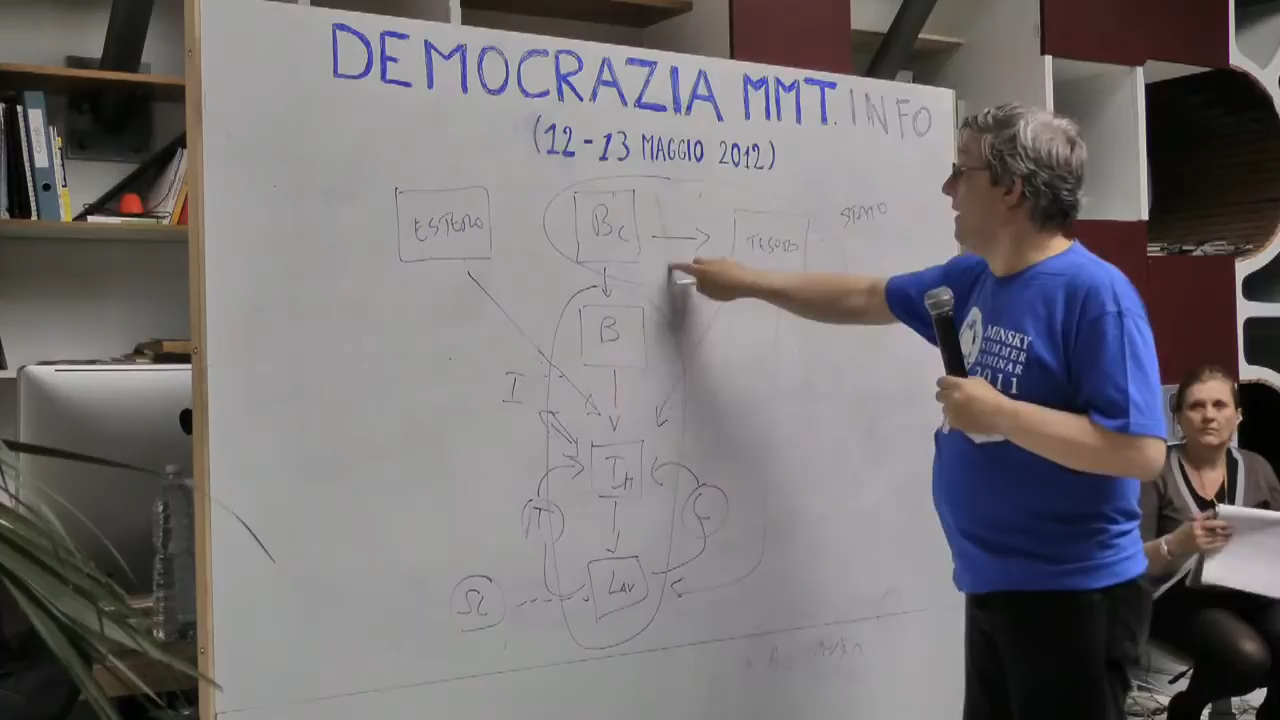 DEMOCRAZIA MMT.INFO
(12-13 MAGGIO 2012)
ESTERO
Bc
TESORO
STATO
B
I
IM
T
C
LAV
Ω
MINSKY
SUMMER
SEMINAR
2011